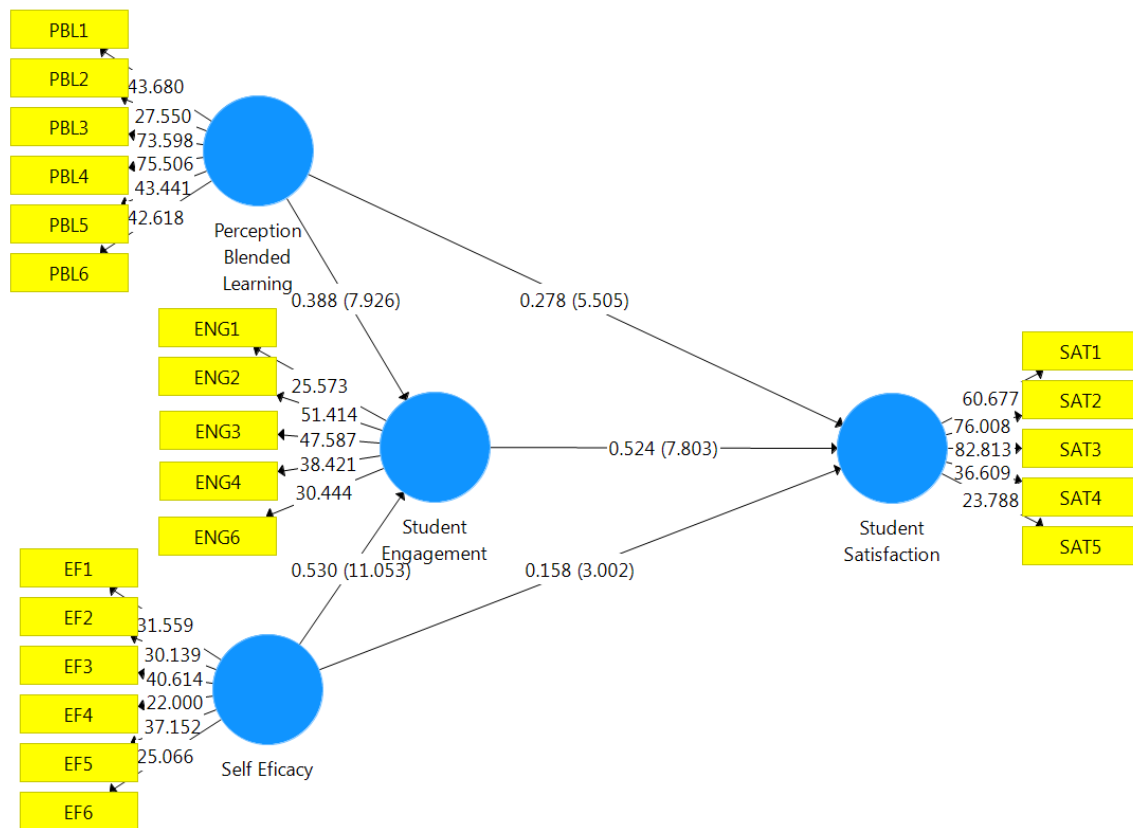 PBL1
PBL2
PBL3
PBL4
PBL5
PBL6
43.680
27.550
73.598
75.506
43.441
42.618
Perception
Blended
Learning
0.388 (7.926)
0.278 (5.505)
ENG1
ENG2
ENG3
ENG4
ENG6
25.573
51.414
47.587
38.421
30.444
Student
Engagement
0.524 (7.803)
0.530 (11.053)
0.158 (3.002)
EF1
EF2
EF3
EF4
EF5
EF6
31.559
30.139
40.614
22.000
37.152
25.066
Self Eficacy
Student
Satisfaction
60.677
76.008
82.813
36.609
23.788
SAT1
SAT2
SAT3
SAT4
SAT5